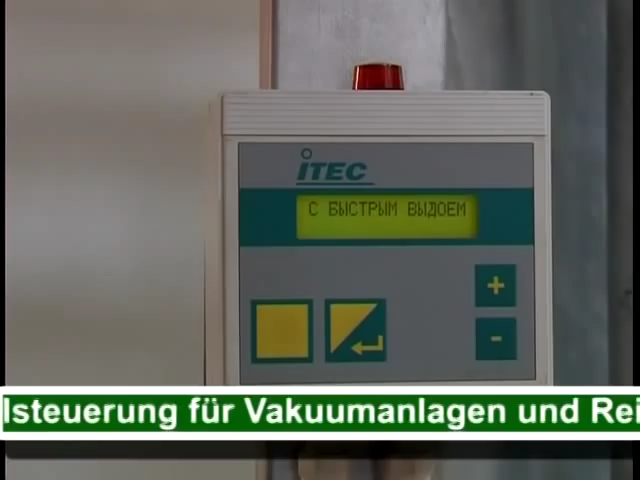 iTEC
С БЫСТРЫМ ВЫДОЕМ
+
-
lsteuerung für Vakuumanlagen und Rei